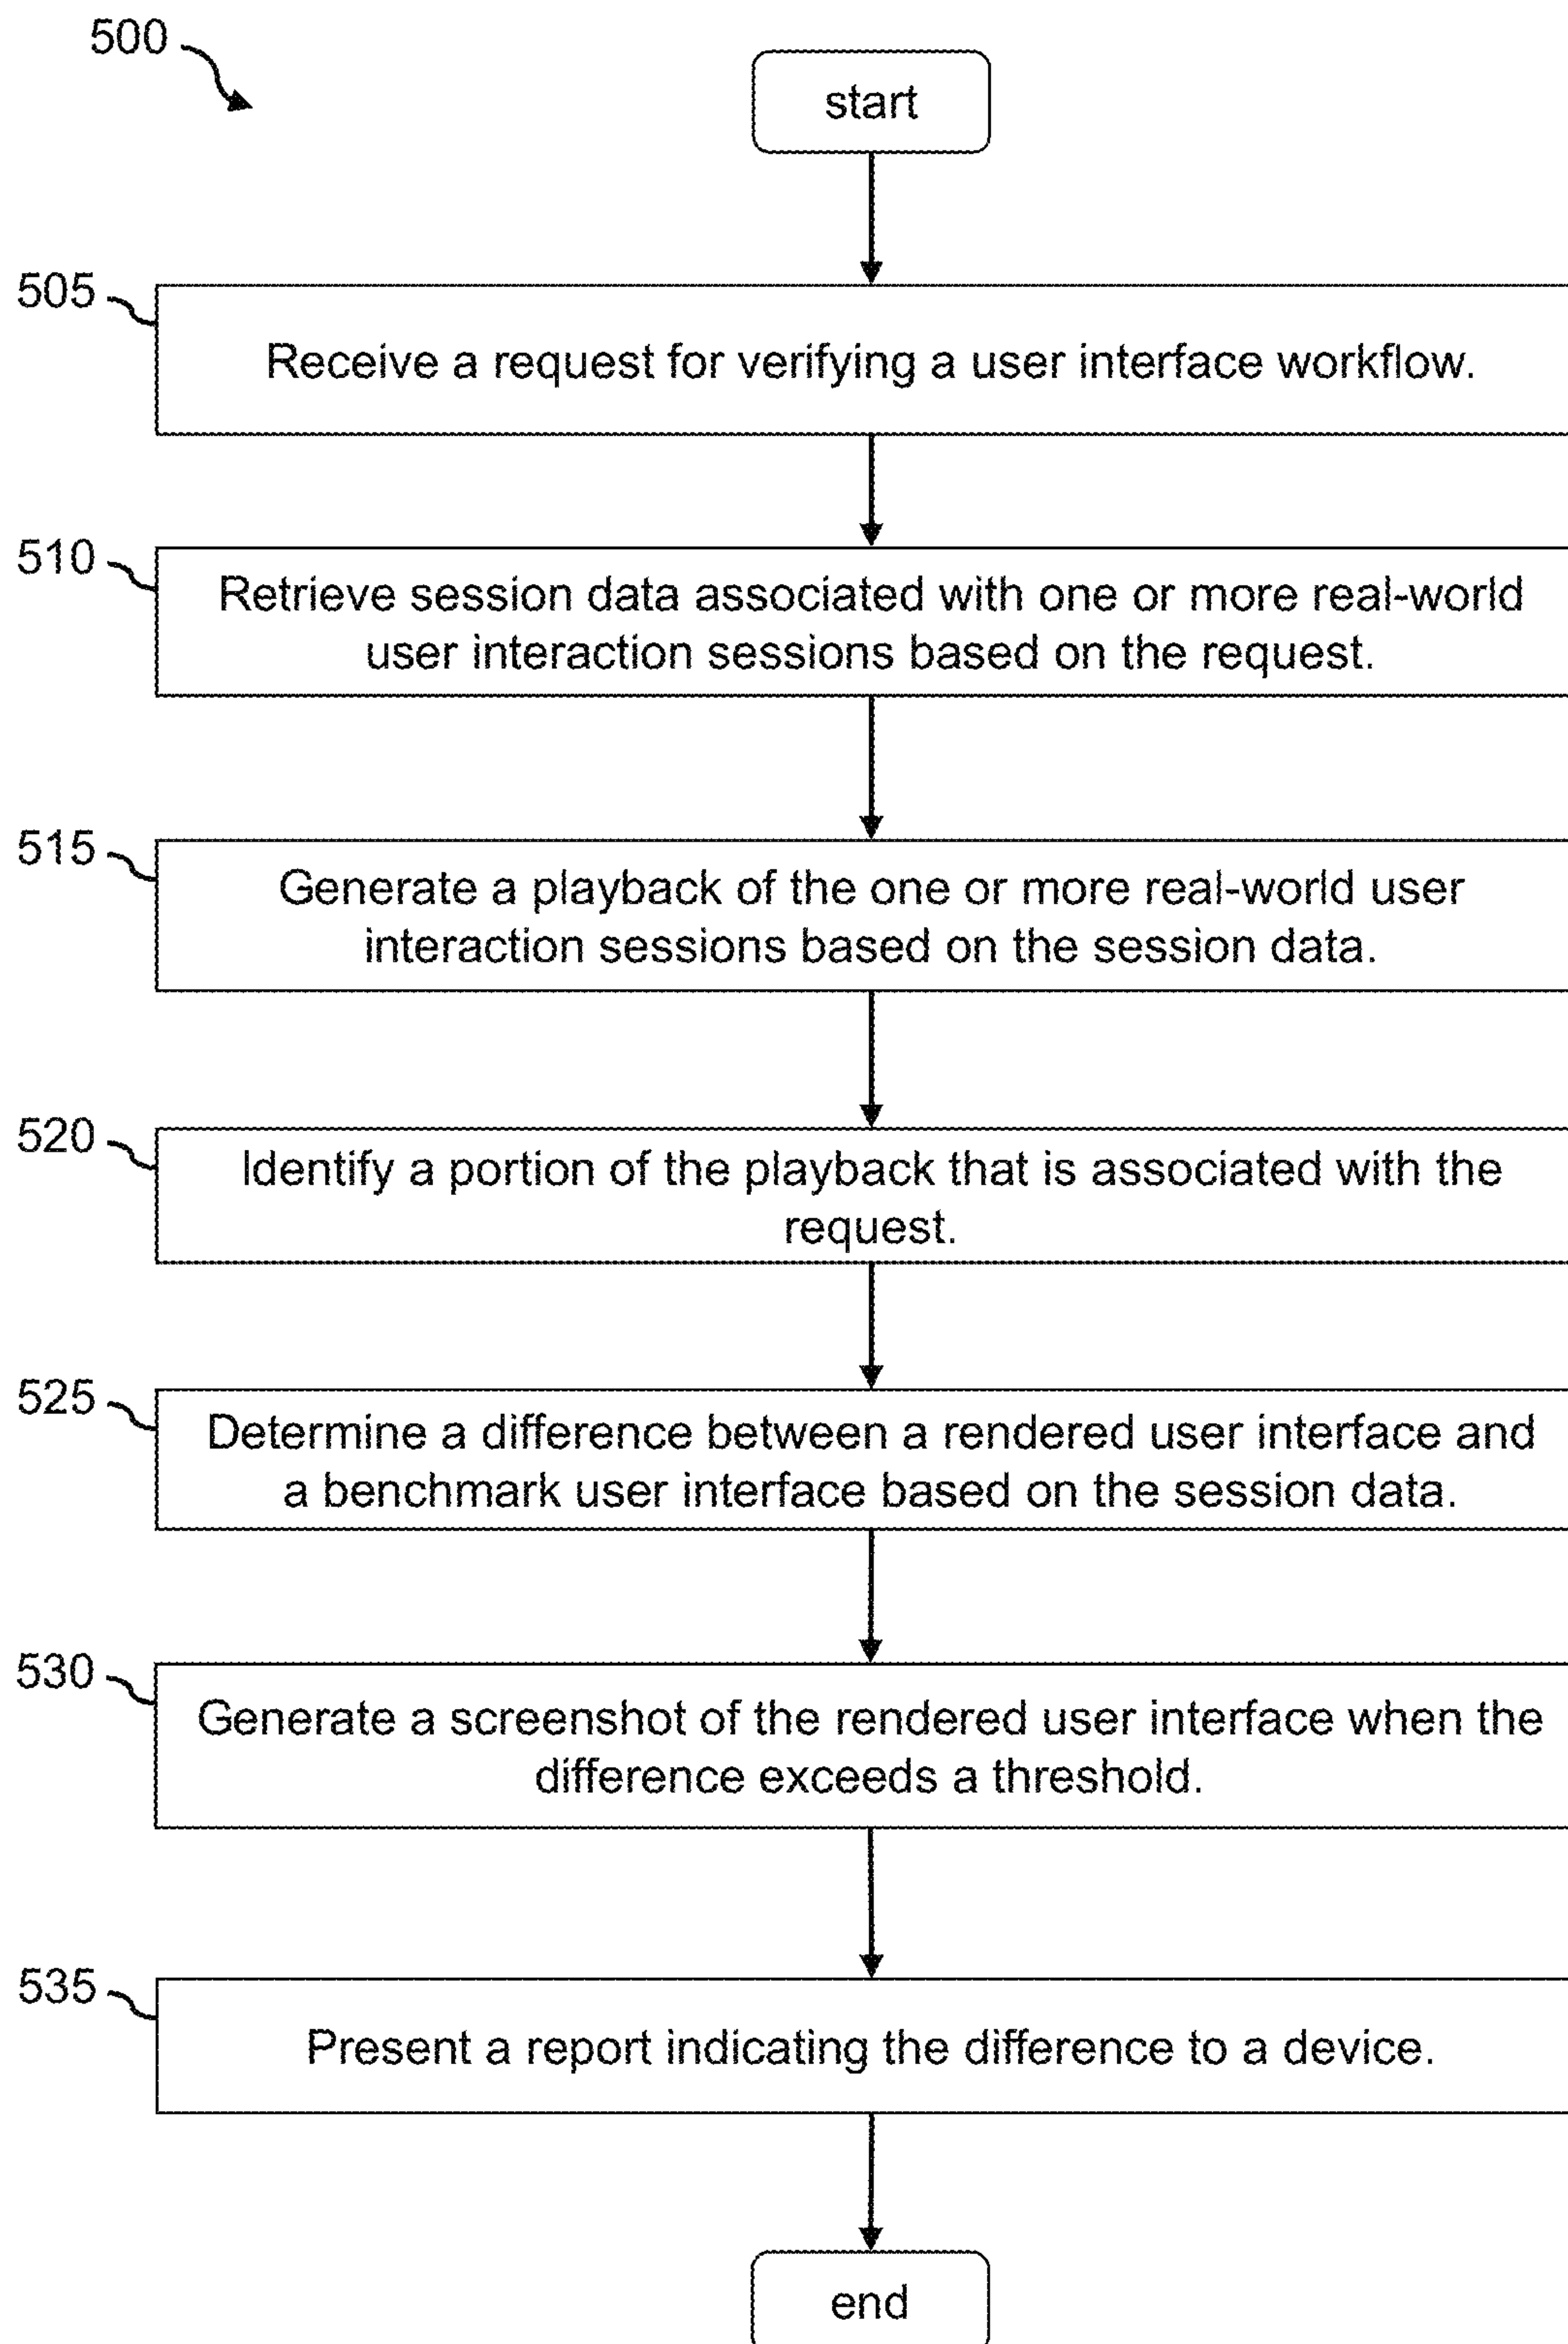 500
start
505
Receive a request for verifying a user interface workflow.
510
Retrieve session data associated with one or more real-world
user interaction sessions based on the request.
515
Generate a playback of the one or more real-world user
interaction sessions based on the session data.
520
Identify a portion of the playback that is associated with the
request.
525
Determine a difference between a rendered user interface and
a benchmark user interface based on the session data.
530
Generate a screenshot of the rendered user interface when the
difference exceeds a threshold.
535
Present a report indicating the difference to a device.
end